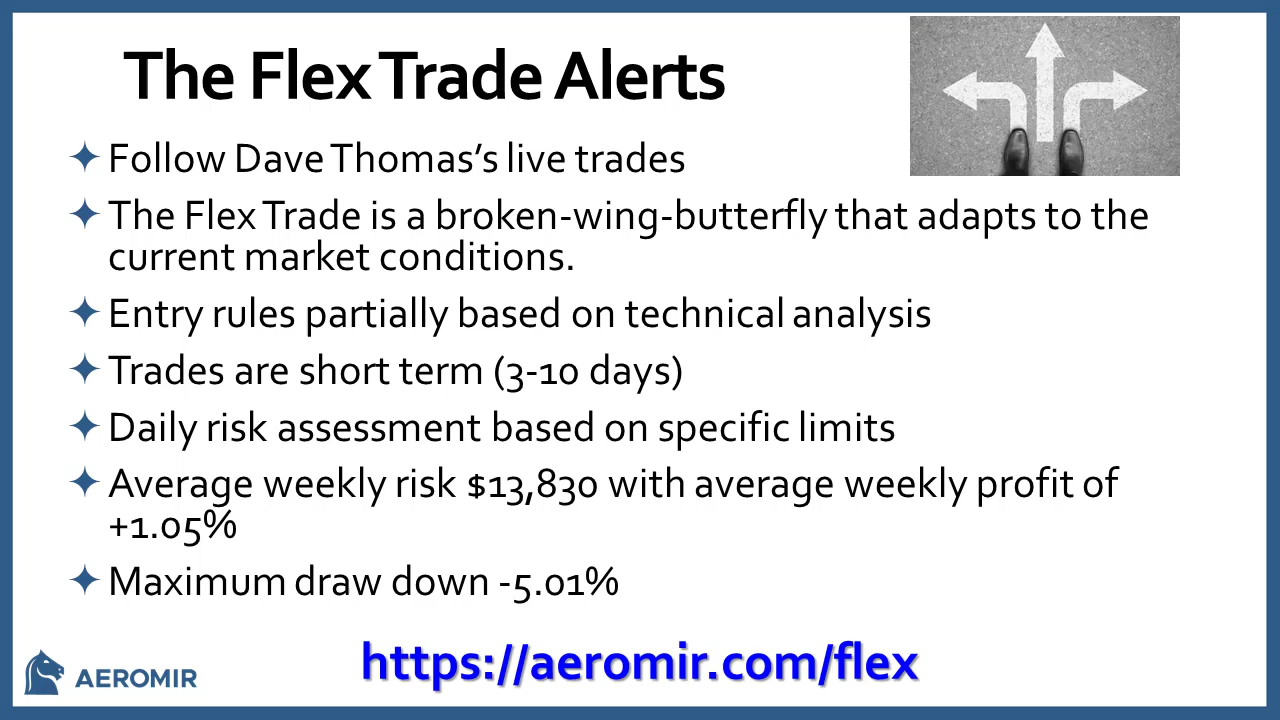 The Flex Trade Alerts
Follow Dave Thomas’s live trades
The Flex Trade is a broken-wing-butterfly that adapts to the
current market conditions.
Entry rules partially based on technical analysis
Trades are short term (3-10 days)
Daily risk assessment based on specific limits
Average weekly risk $13,830 with average weekly profit of
+1.05%
Maximum draw down -5.01%
https://aeromir.com/flex
AEROMIR